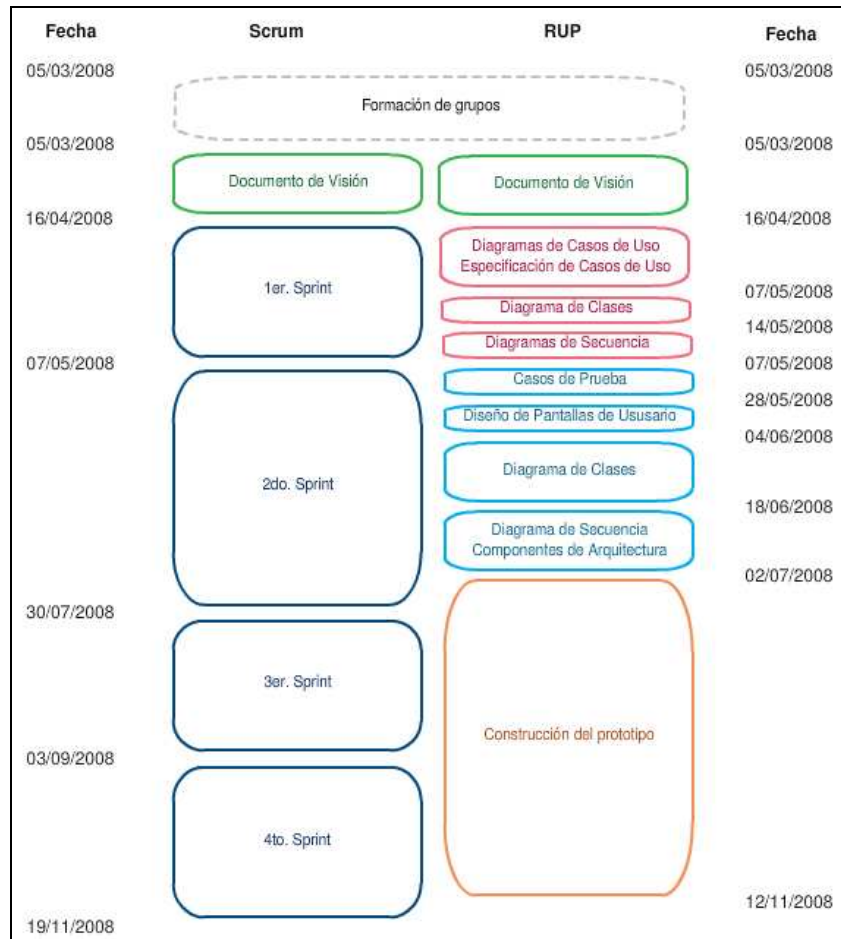 Fecha Scrum RUP Fecha
05/03/2008 05/03/2008
Formación de grupos
05/03/2008 05/03/2008
Documento de Visión Documento de Visión
16/04/2008 16/04/2008
Diagramas de Casos de Uso
Especificación de Casos de Uso
1er. Sprint
07/05/2008
Diagrama de Clases
14/05/2008
Diagramas de Secuencia
07/05/2008 07/05/2008
Casos de Prueba
28/05/2008
Diseño de Pantallas de Ususario
04/06/2008
Diagrama de Clases
2do. Sprint
18/06/2008
Diagrama de Secuencia
Componentes de Arquitectura
02/07/2008
30/07/2008
3er. Sprint
Construcción del prototipo
03/09/2008
4to. Sprint
12/11/2008
19/11/2008